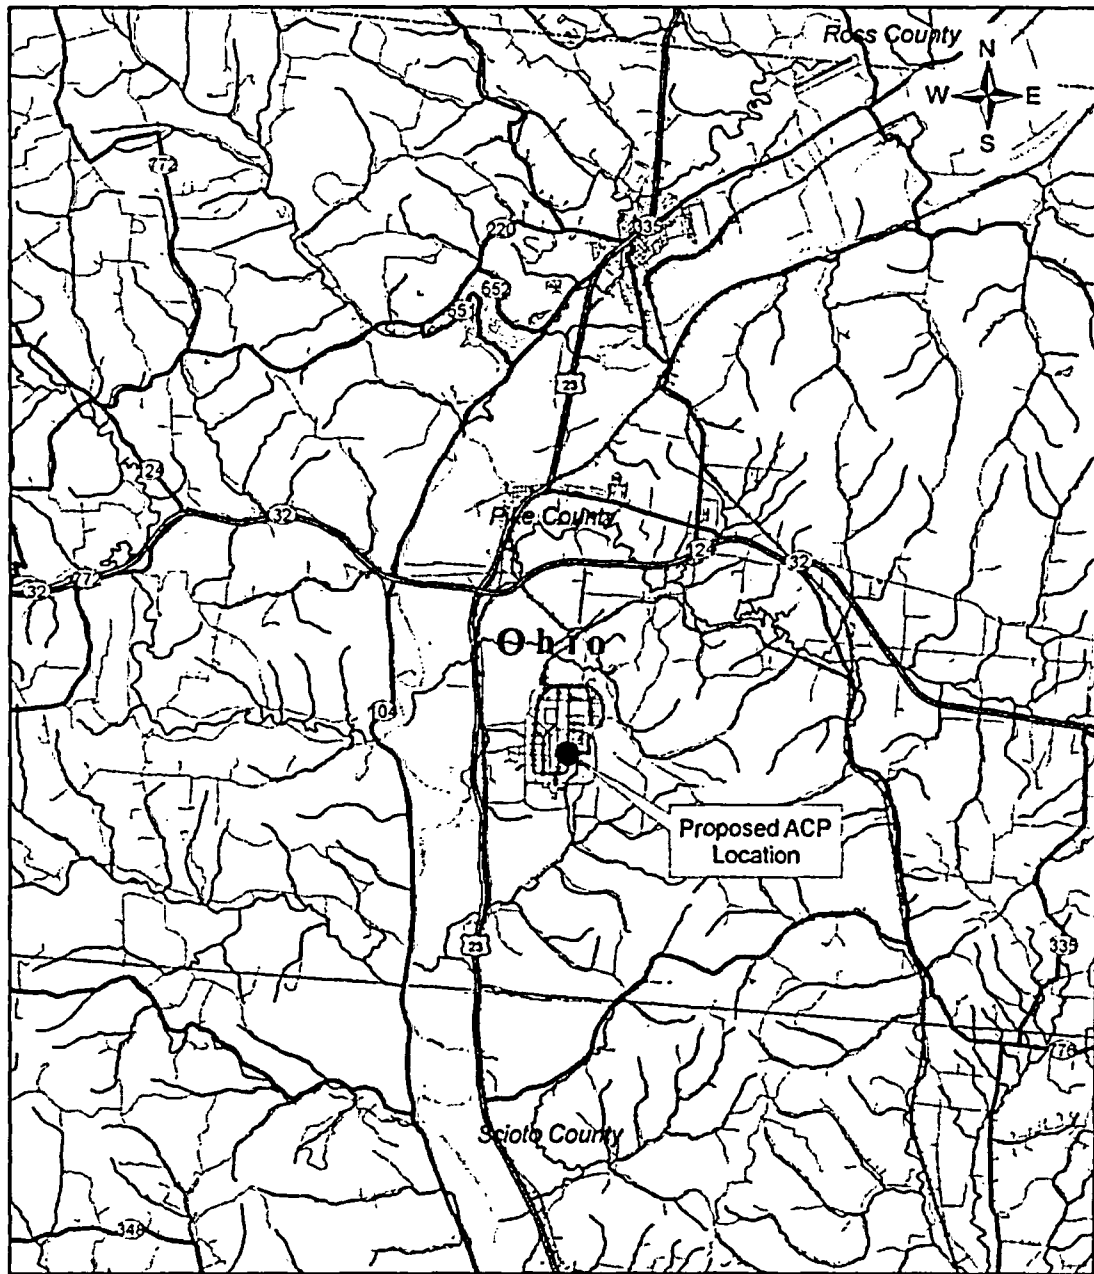 Ross County
N
W E
S
772
220
335
652
551
23
124
32
Pike County
124
32
772
32
Ohio
104
Proposed ACP
Location
23
335
776
Scioto County
348